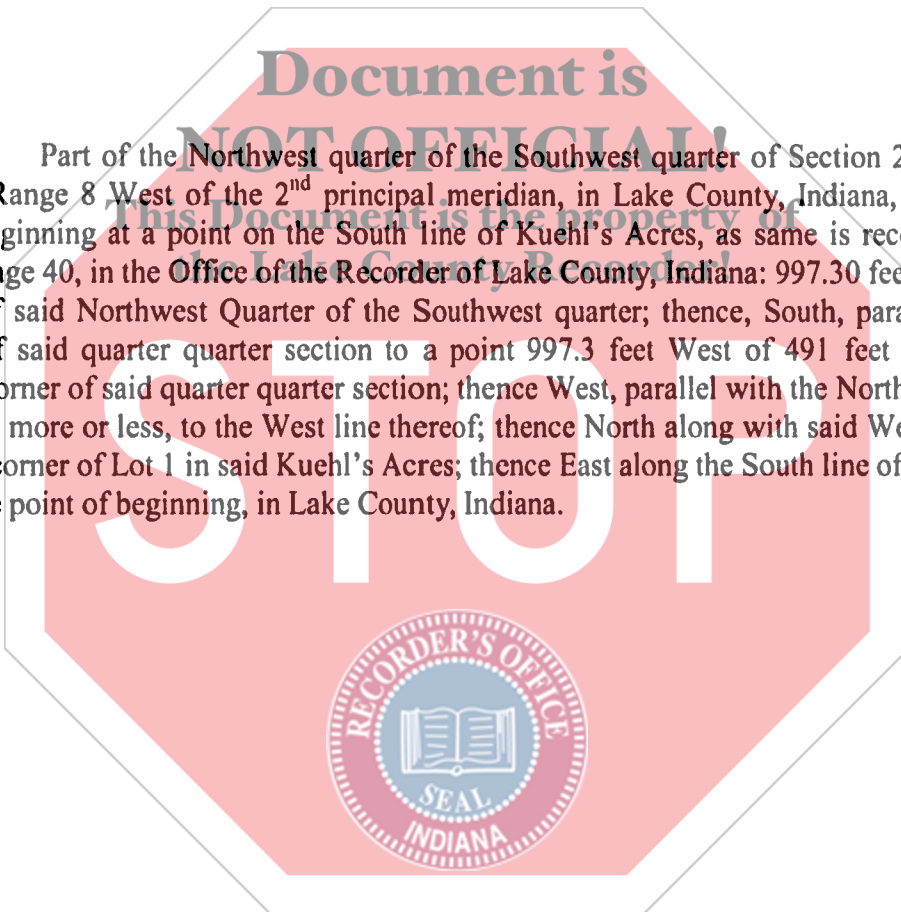 Document is
NOT OFFICIAL!
This Document is the property of
the Lake County Recorder!
Part of the Northwest quarter of the Southwest quarter of Section 2
Range 8 West of the 2nd principal meridian, in Lake County, Indiana,
ginning at a point on the South line of Kuehl's Acres, as same is reco
ge 40, in the Office of the Recorder of Lake County, Indiana: 997.30 fee
f said Northwest Quarter of the Southwest quarter; thence, South, para
f said quarter quarter section to a point 997.3 feet West of 491 feet
orner of said quarter quarter section; thence West, parallel with the North
more or less, to the West line thereof; thence North along with said We
corner of Lot 1 in said Kuehl's Acres; thence East along the South line of
e point of beginning, in Lake County, Indiana.
STOP
RECORDER'S OFFICE
SEAL
INDIANA